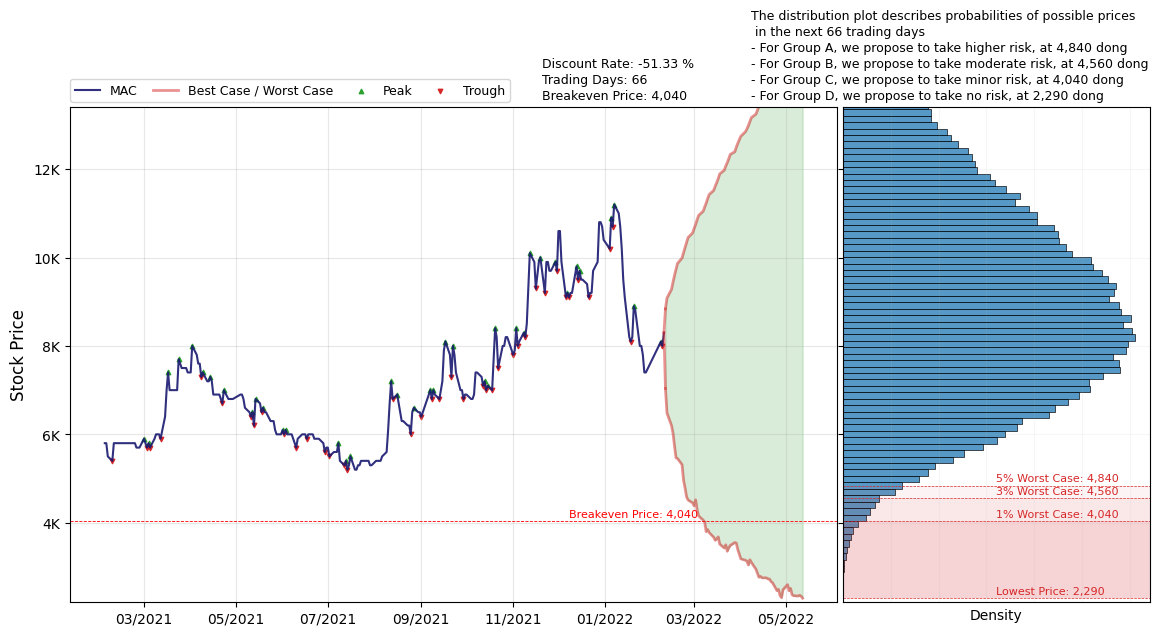 The distribution plot describes probabilities of possible prices
in the next 66 trading days
- For Group A, we propose to take higher risk, at 4,840 dong
- For Group B, we propose to take moderate risk, at 4,560 dong
- For Group C, we propose to take minor risk, at 4,040 dong
- For Group D, we propose to take no risk, at 2,290 dong
Discount Rate: -51.33 %
Trading Days: 66
Breakeven Price: 4,040
MAC
Best Case / Worst Case
Peak
Trough
Stock Price
12K
10K
8K
6K
4K
Breakeven Price: 4,040
03/2021
05/2021
07/2021
09/2021
11/2021
01/2022
03/2022
05/2022
5% Worst Case: 4,840
3% Worst Case: 4,560
1% Worst Case: 4,040
Lowest Price: 2,290
Density